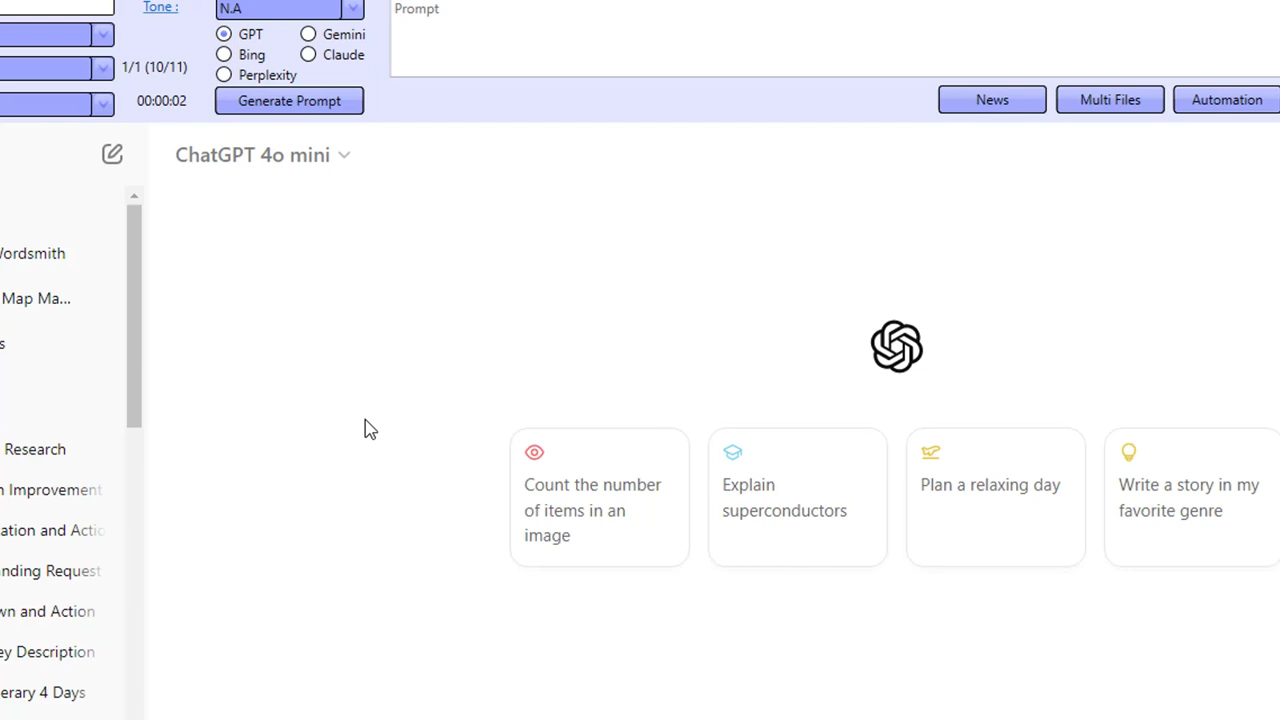 Tone :
N.A
Prompt
GPT
Gemini
Bing
Claude
1/1 (10/11)
Perplexity
00:00:02
Generate Prompt
News
Multi Files
Automation
ChatGPT 4o mini
Wordsmith
Map Ma...
s
Research
n Improvement
ation and Actic
nding Request
wn and Action
ey Description
erary 4 Days
Count the number
of items in an
image
Explain
superconductors
Plan a relaxing day
Write a story in my
favorite genre